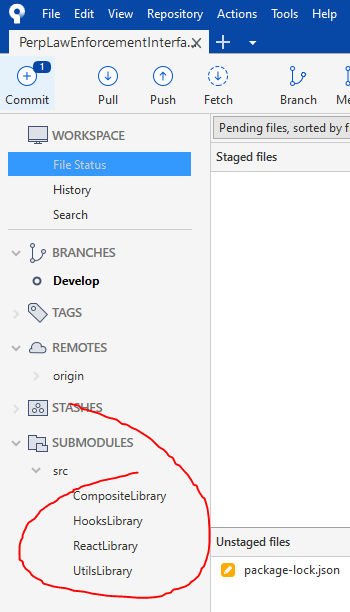 File Edit View Repository Actions Tools Help
PerpLawEnforcementInterfa...
1
Commit Pull Push Fetch Branch
WORKSPACE
Pending files, sorted by f
File Status
Staged files
History
Search
BRANCHES
Develop
TAGS
REMOTES
origin
STASHES
SUBMODULES
src
CompositeLibrary
HooksLibrary
ReactLibrary
UtilsLibrary
Unstaged files
package-lock.json